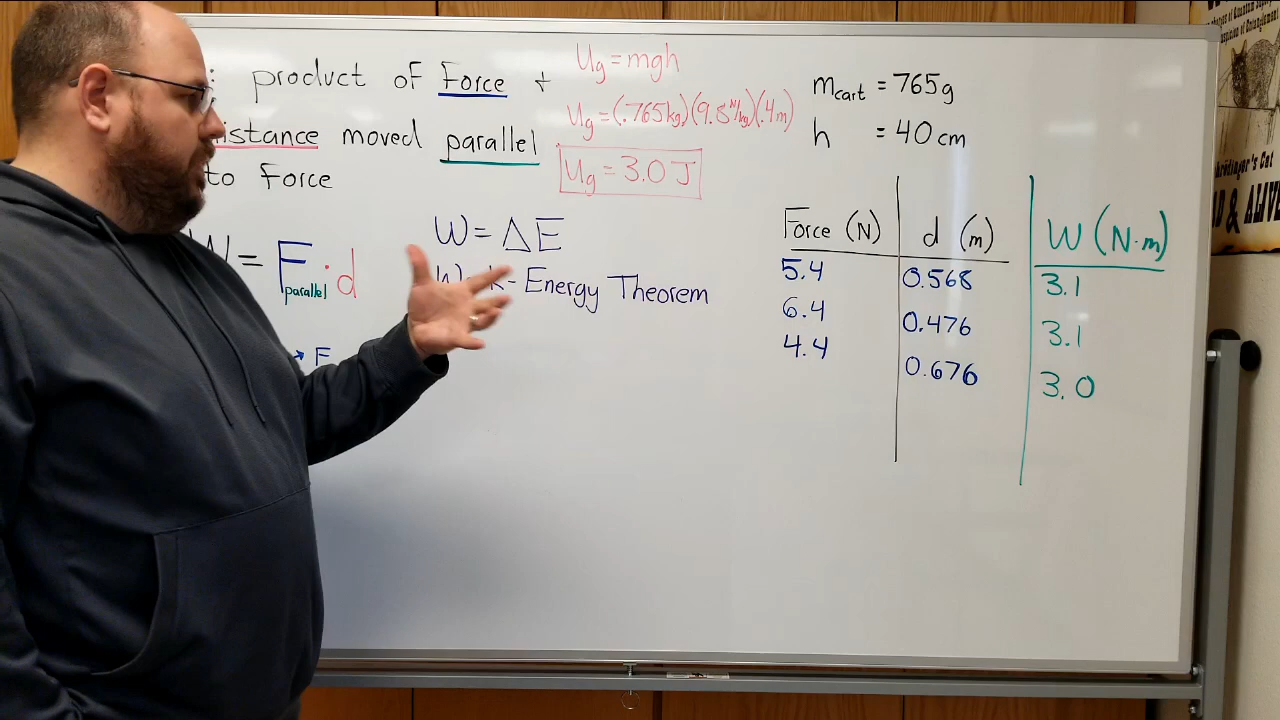 product of Force +
istance moved parallel
to Force
W = F parallel · d
F
Ug = mgh
Ug = (.765kg)(9.8 N/kg)(.4m)
Ug = 3.0 J
W = ΔE
Energy Theorem
mcart = 765g
h = 40 cm
Force (N) d (m) W (N·m)
5.4 0.568 3.1
6.4 0.476 3.1
4.4 0.676 3.0
Cat
& ALIVE